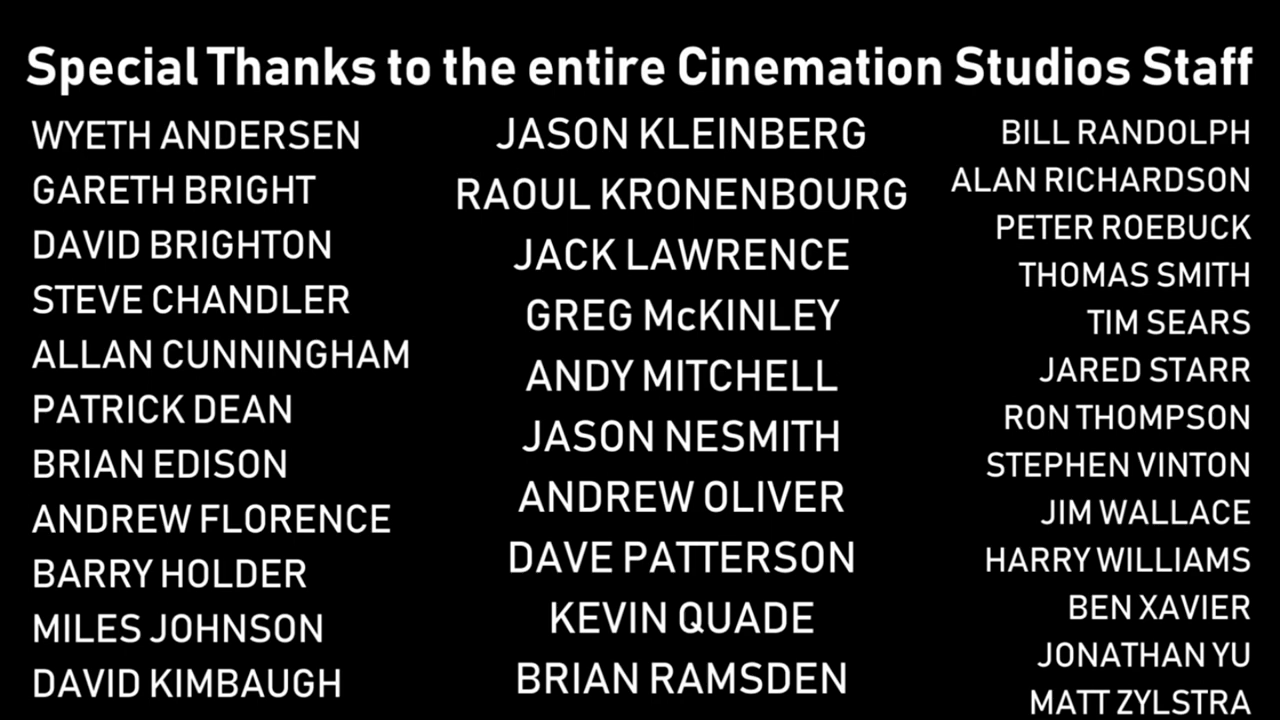 Special Thanks to the entire Cinemation Studios Staff
WYETH ANDERSEN
GARETH BRIGHT
DAVID BRIGHTON
STEVE CHANDLER
ALLAN CUNNINGHAM
PATRICK DEAN
BRIAN EDISON
ANDREW FLORENCE
BARRY HOLDER
MILES JOHNSON
DAVID KIMBAUGH
JASON KLEINBERG
RAOUL KRONENBOURG
JACK LAWRENCE
GREG McKINLEY
ANDY MITCHELL
JASON NESMITH
ANDREW OLIVER
DAVE PATTERSON
KEVIN QUADE
BRIAN RAMSDEN
BILL RANDOLPH
ALAN RICHARDSON
PETER ROEBUCK
THOMAS SMITH
TIM SEARS
JARED STARR
RON THOMPSON
STEPHEN VINTON
JIM WALLACE
HARRY WILLIAMS
BEN XAVIER
JONATHAN YU
MATT ZYLSTRA